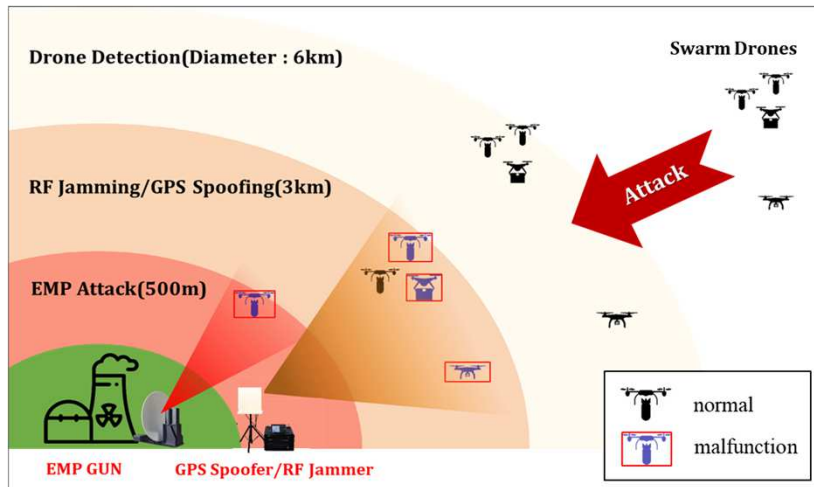 Drone Detection(Diameter : 6km)
Swarm Drones
Attack
RF Jamming/GPS Spoofing(3km)
EMP Attack(500m)
EMP GUN
GPS Spoofer/RF Jammer
normal
malfunction